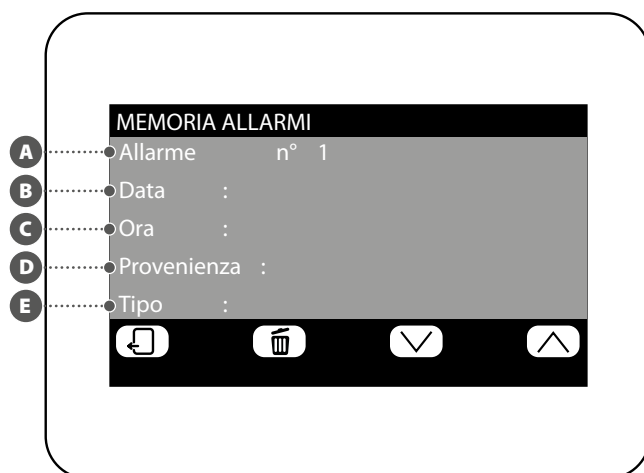 MEMORIA ALLARMI
A Allarme n° 1
B Data :
C Ora :
D Provenienza :
E Tipo :